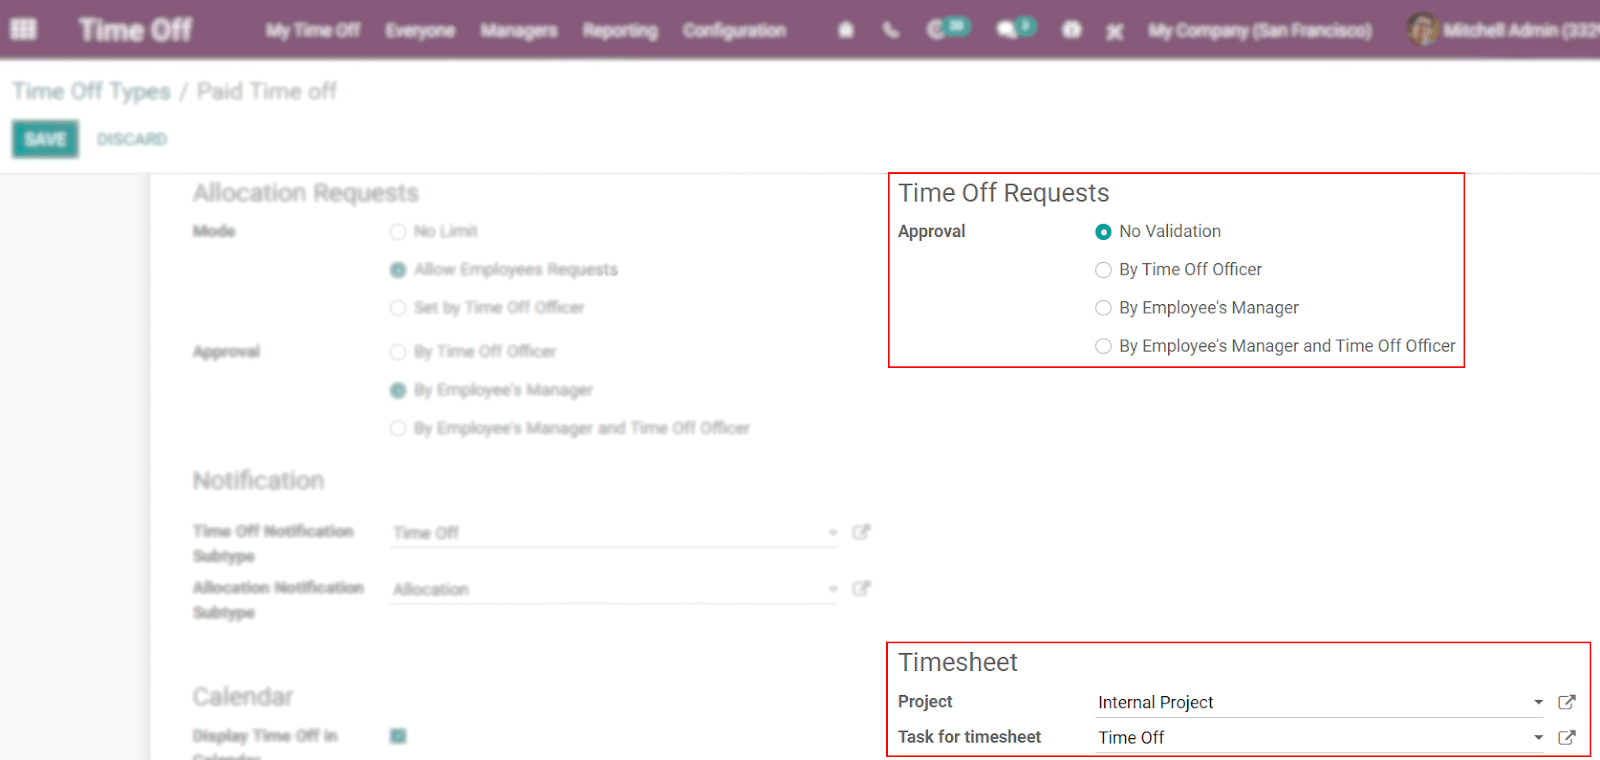 Time Off My Time Off Everyone Managers Reporting Configuration 39 3 My Company (San Francisco) Mitchell Admin (332
Time Off Types / Paid Time off
SAVE DISCARD
Allocation Requests
Mode No Limit
Allow Employees Requests
Set by Time Off Officer
Approval By Time Off Officer
By Employee's Manager
By Employee's Manager and Time Off Officer
Time Off Requests
Approval No Validation
By Time Off Officer
By Employee's Manager
By Employee's Manager and Time Off Officer
Notification
Time Off Notification Time Off
Subtype
Allocation Notification Allocation
Subtype
Timesheet
Project Internal Project
Task for timesheet Time Off
Calendar
Display Time Off in
Calendar